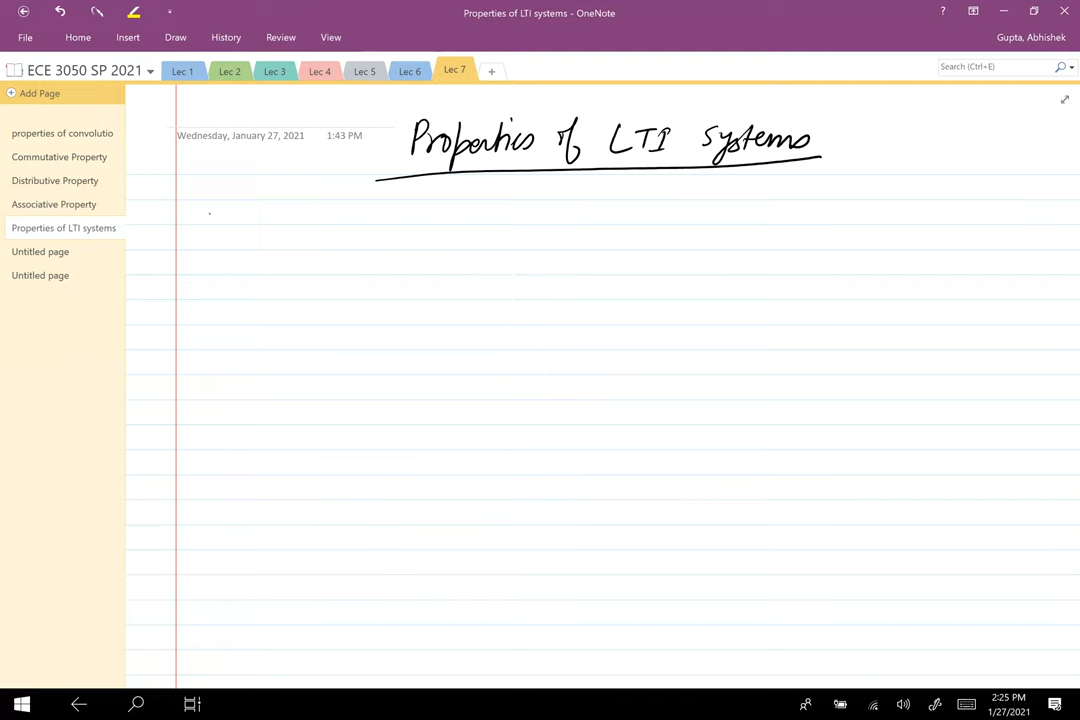 Properties of LTI systems - OneNote
?
File Home Insert Draw History Review View
Gupta, Abhishek
ECE 3050 SP 2021
Lec 1 Lec 2 Lec 3 Lec 4 Lec 5 Lec 6 Lec 7
Search (Ctrl+E)
Add Page
properties of convolutio
Commutative Property
Distributive Property
Associative Property
Properties of LTI systems
Untitled page
Untitled page
Wednesday, January 27, 2021 1:43 PM
Properties of LTI systems
2:25 PM
1/27/2021